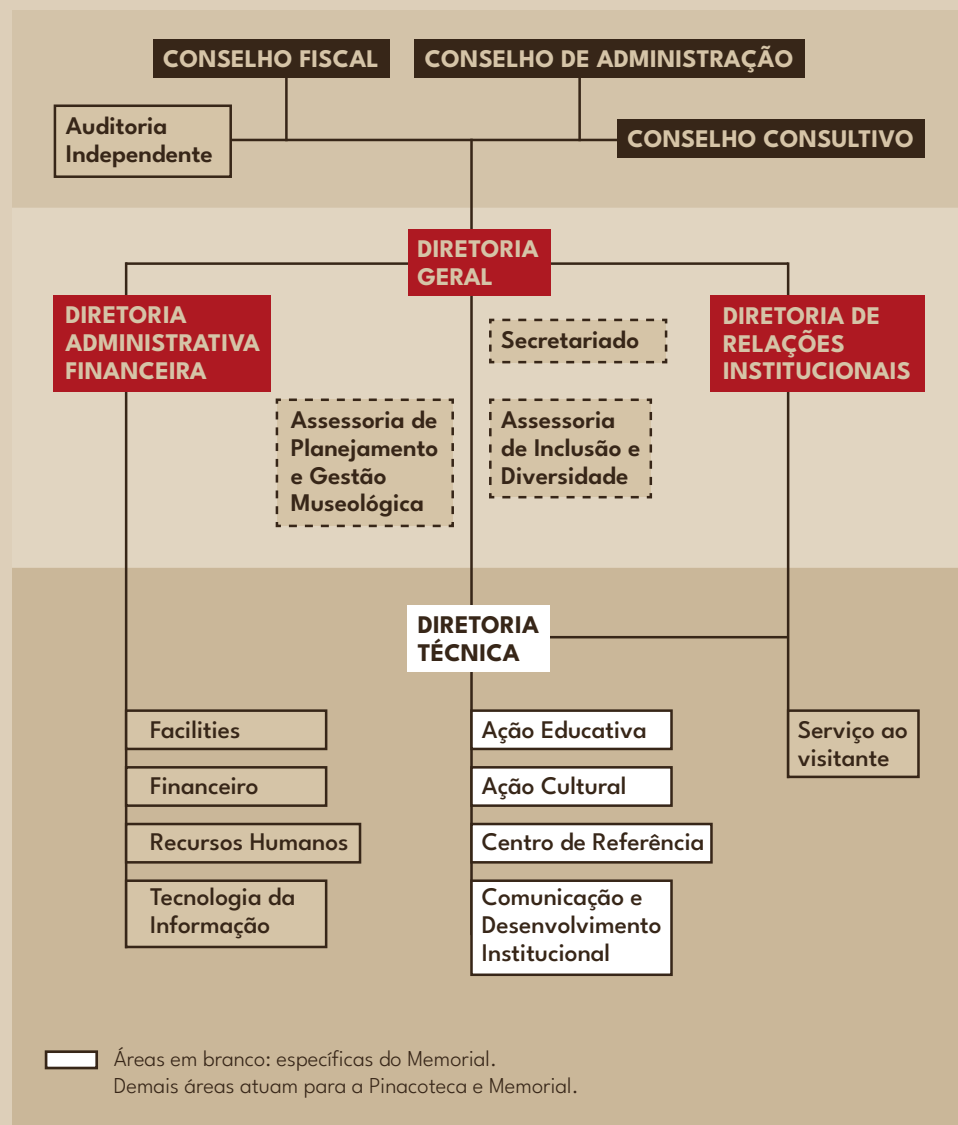 CONSELHO FISCAL
CONSELHO DE ADMINISTRAÇÃO
Auditoria
Independente
CONSELHO CONSULTIVO
DIRETORIA
GERAL
DIRETORIA
ADMINISTRATIVA
FINANCEIRA
Secretariado
DIRETORIA DE
RELAÇÕES
INSTITUCIONAIS
Assessoria de
Planejamento
e Gestão
Museológica
Assessoria
de Inclusão e
Diversidade
DIRETORIA
TÉCNICA
Facilities
Financeiro
Recursos Humanos
Tecnologia da
Informação
Ação Educativa
Ação Cultural
Centro de Referência
Comunicação e
Desenvolvimento
Institucional
Serviço ao
visitante
Áreas em branco: específicas do Memorial.
Demais áreas atuam para a Pinacoteca e Memorial.